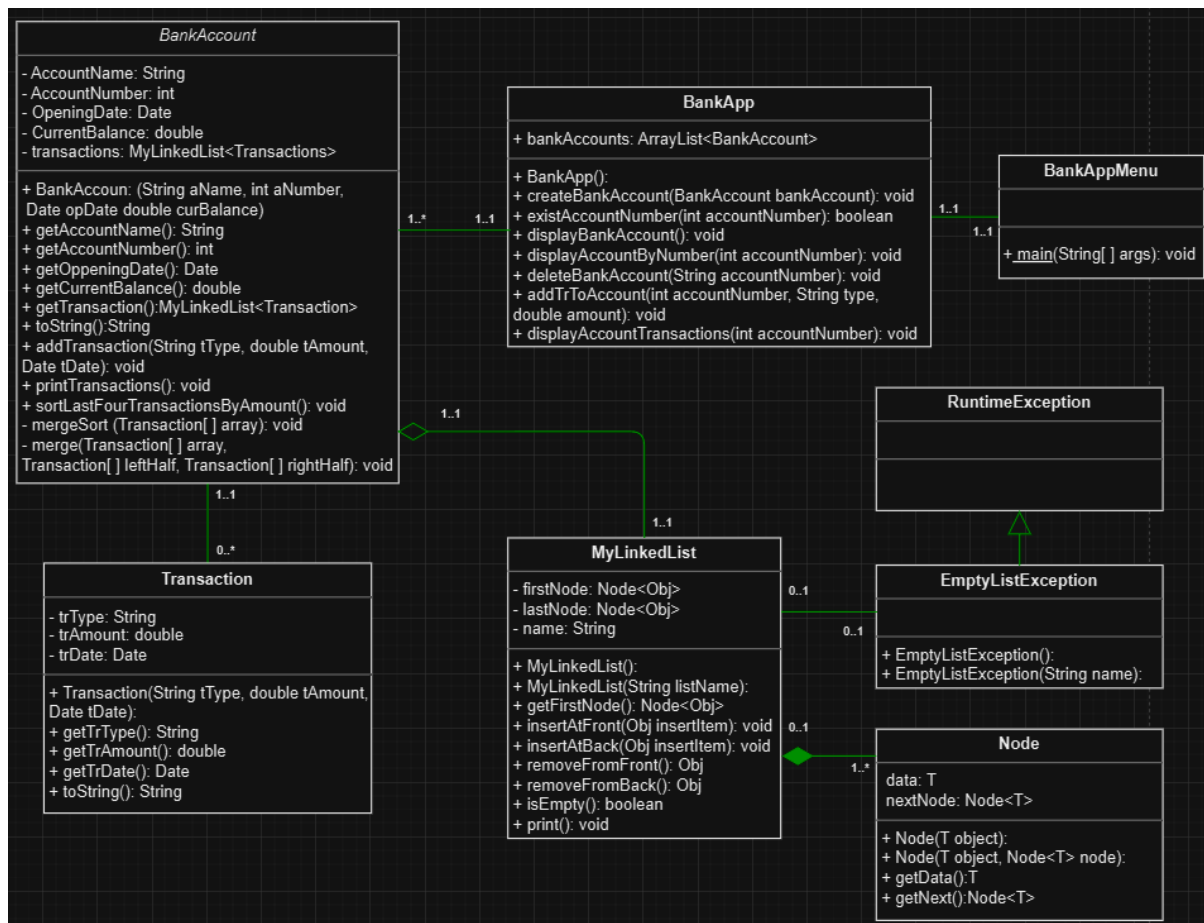 BankAccount
- AccountName: String
- AccountNumber: int
- OpeningDate: Date
- CurrentBalance: double
- transactions: MyLinkedList<Transactions>
+ BankAccoun: (String aName, int aNumber,
Date opDate double curBalance)
+ getAccountName(): String
+ getAccountNumber(): int
+ getOppeningDate(): Date
+ getCurrentBalance(): double
+ getTransaction():MyLinkedList<Transaction>
+ toString():String
+ addTransaction(String tType, double tAmount,
Date tDate): void
+ printTransactions(): void
+ sortLastFourTransactionsByAmount(): void
- mergeSort (Transaction[ ] array): void
- merge(Transaction[ ] array,
Transaction[ ] leftHalf, Transaction[ ] rightHalf): void
1..*
1..1
BankApp
+ bankAccounts: ArrayList<BankAccount>
+ BankApp():
+ createBankAccount(BankAccount bankAccount): void
+ existAccountNumber(int accountNumber): boolean
+ displayBankAccount(): void
+ displayAccountByNumber(int accountNumber): void
+ deleteBankAccount(String accountNumber): void
+ addTrToAccount(int accountNumber, String type,
double amount): void
+ displayAccountTransactions(int accountNumber): void
1..1
1..1
BankAppMenu
+ main(String[ ] args): void
1..1
1..1
1..1
0..*
Transaction
- trType: String
- trAmount: double
- trDate: Date
+ Transaction(String tType, double tAmount,
Date tDate):
+ getTrType(): String
+ getTrAmount(): double
+ getTrDate(): Date
+ toString(): String
MyLinkedList
- firstNode: Node<Obj>
- lastNode: Node<Obj>
- name: String
+ MyLinkedList():
+ MyLinkedList(String listName):
+ getFirstNode(): Node<Obj>
+ insertAtFront(Obj insertItem): void
+ insertAtBack(Obj insertItem): void
+ removeFromFront(): Obj
+ removeFromBack(): Obj
+ isEmpty(): boolean
+ print(): void
RuntimeException
0..1
0..1
EmptyListException
+ EmptyListException():
+ EmptyListException(String name):
0..1
1..*
Node
data: T
nextNode: Node<T>
+ Node(T object):
+ Node(T object, Node<T> node):
+ getData():T
+ getNext():Node<T>